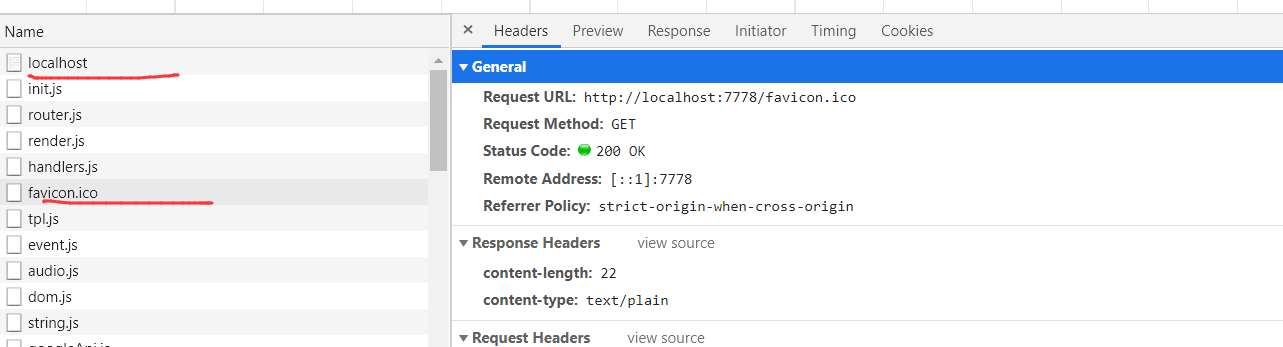 Name
localhost
init.js
router.js
render.js
handlers.js
favicon.ico
tpl.js
event.js
audio.js
dom.js
string.js
googleApi.js
× Headers Preview Response Initiator Timing Cookies
General
Request URL: http://localhost:7778/favicon.ico
Request Method: GET
Status Code: 200 OK
Remote Address: [::1]:7778
Referrer Policy: strict-origin-when-cross-origin
Response Headers view source
content-length: 22
content-type: text/plain
Request Headers view source